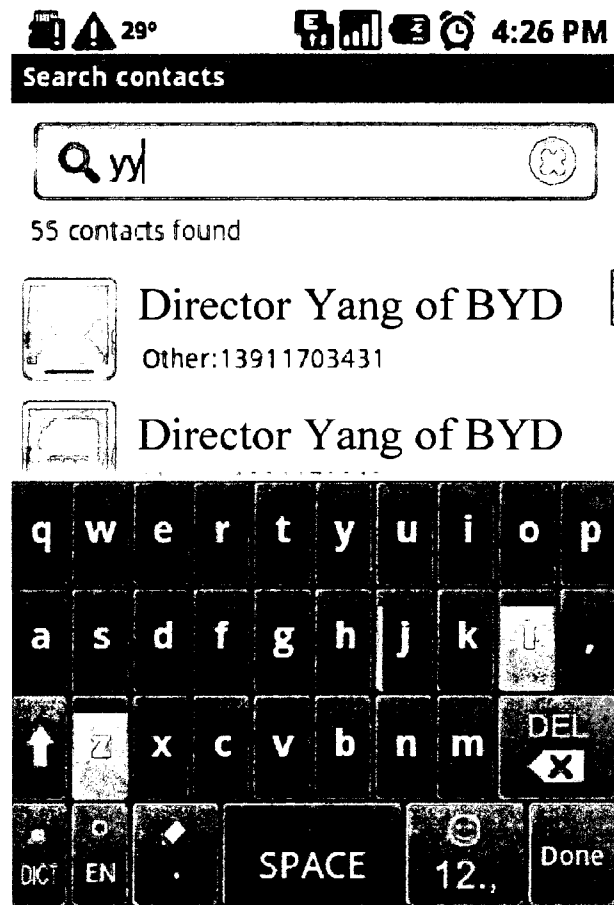 29° 4:26 PM
Search contacts
yy
55 contacts found
Director Yang of BYD
Other:13911703431
Director Yang of BYD
q w e r t y u i o p
a s d f g h j k l ,
z x c v b n m DEL
DICT EN . SPACE 12., Done